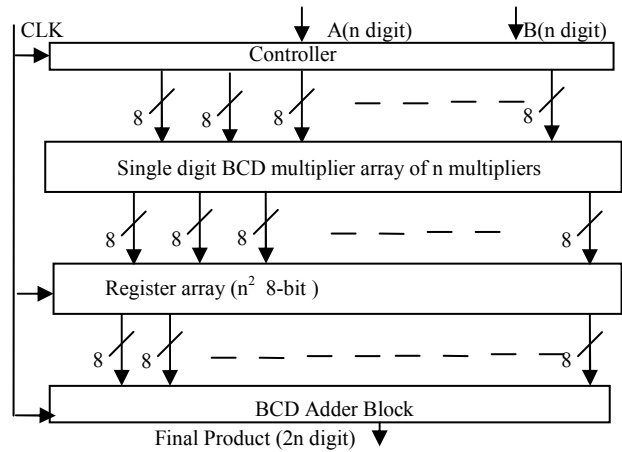 CLK A(n digit) B(n digit)
Controller
8 8 8 8
Single digit BCD multiplier array of n multipliers
8 8 8 8
Register array (n² 8-bit )
8 8 8
BCD Adder Block
Final Product (2n digit)